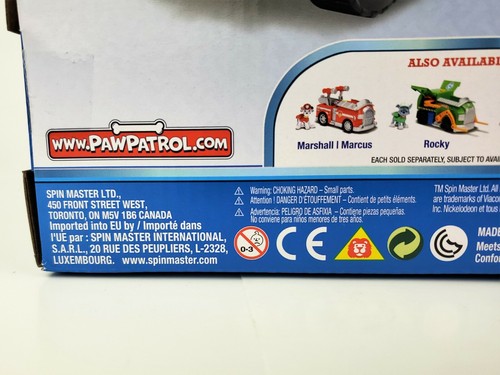 ALSO AVAILAB
Marshall | Marcus
Rocky
EACH SOLD SEPARATELY, SUBJECT TO AVAI
WWW.PAWPATROL.COM
SPIN MASTER LTD.,
450 FRONT STREET WEST,
TORONTO, ON M5V 1B6 CANADA
Imported into EU by / Importé dans
l'UE par : SPIN MASTER INTERNATIONAL,
S.A.R.L., 20 RUE DES PEUPLIERS, L-2328,
LUXEMBOURG. www.spinmaster.com
Warning: CHOKING HAZARD – Small parts.
Attention ! DANGER D'ÉTOUFFEMENT – Contient de petits éléments.
Advertencia: PELIGRO DE ASFIXIA – Contiene piezas pequeñas.
No conviene para niños menores de 3 años.
0-3
CE
TM Spin Master Ltd. All
are trademarks of Viacom
Inc. Nickelodeon et tous
MADE
Meets
Confor